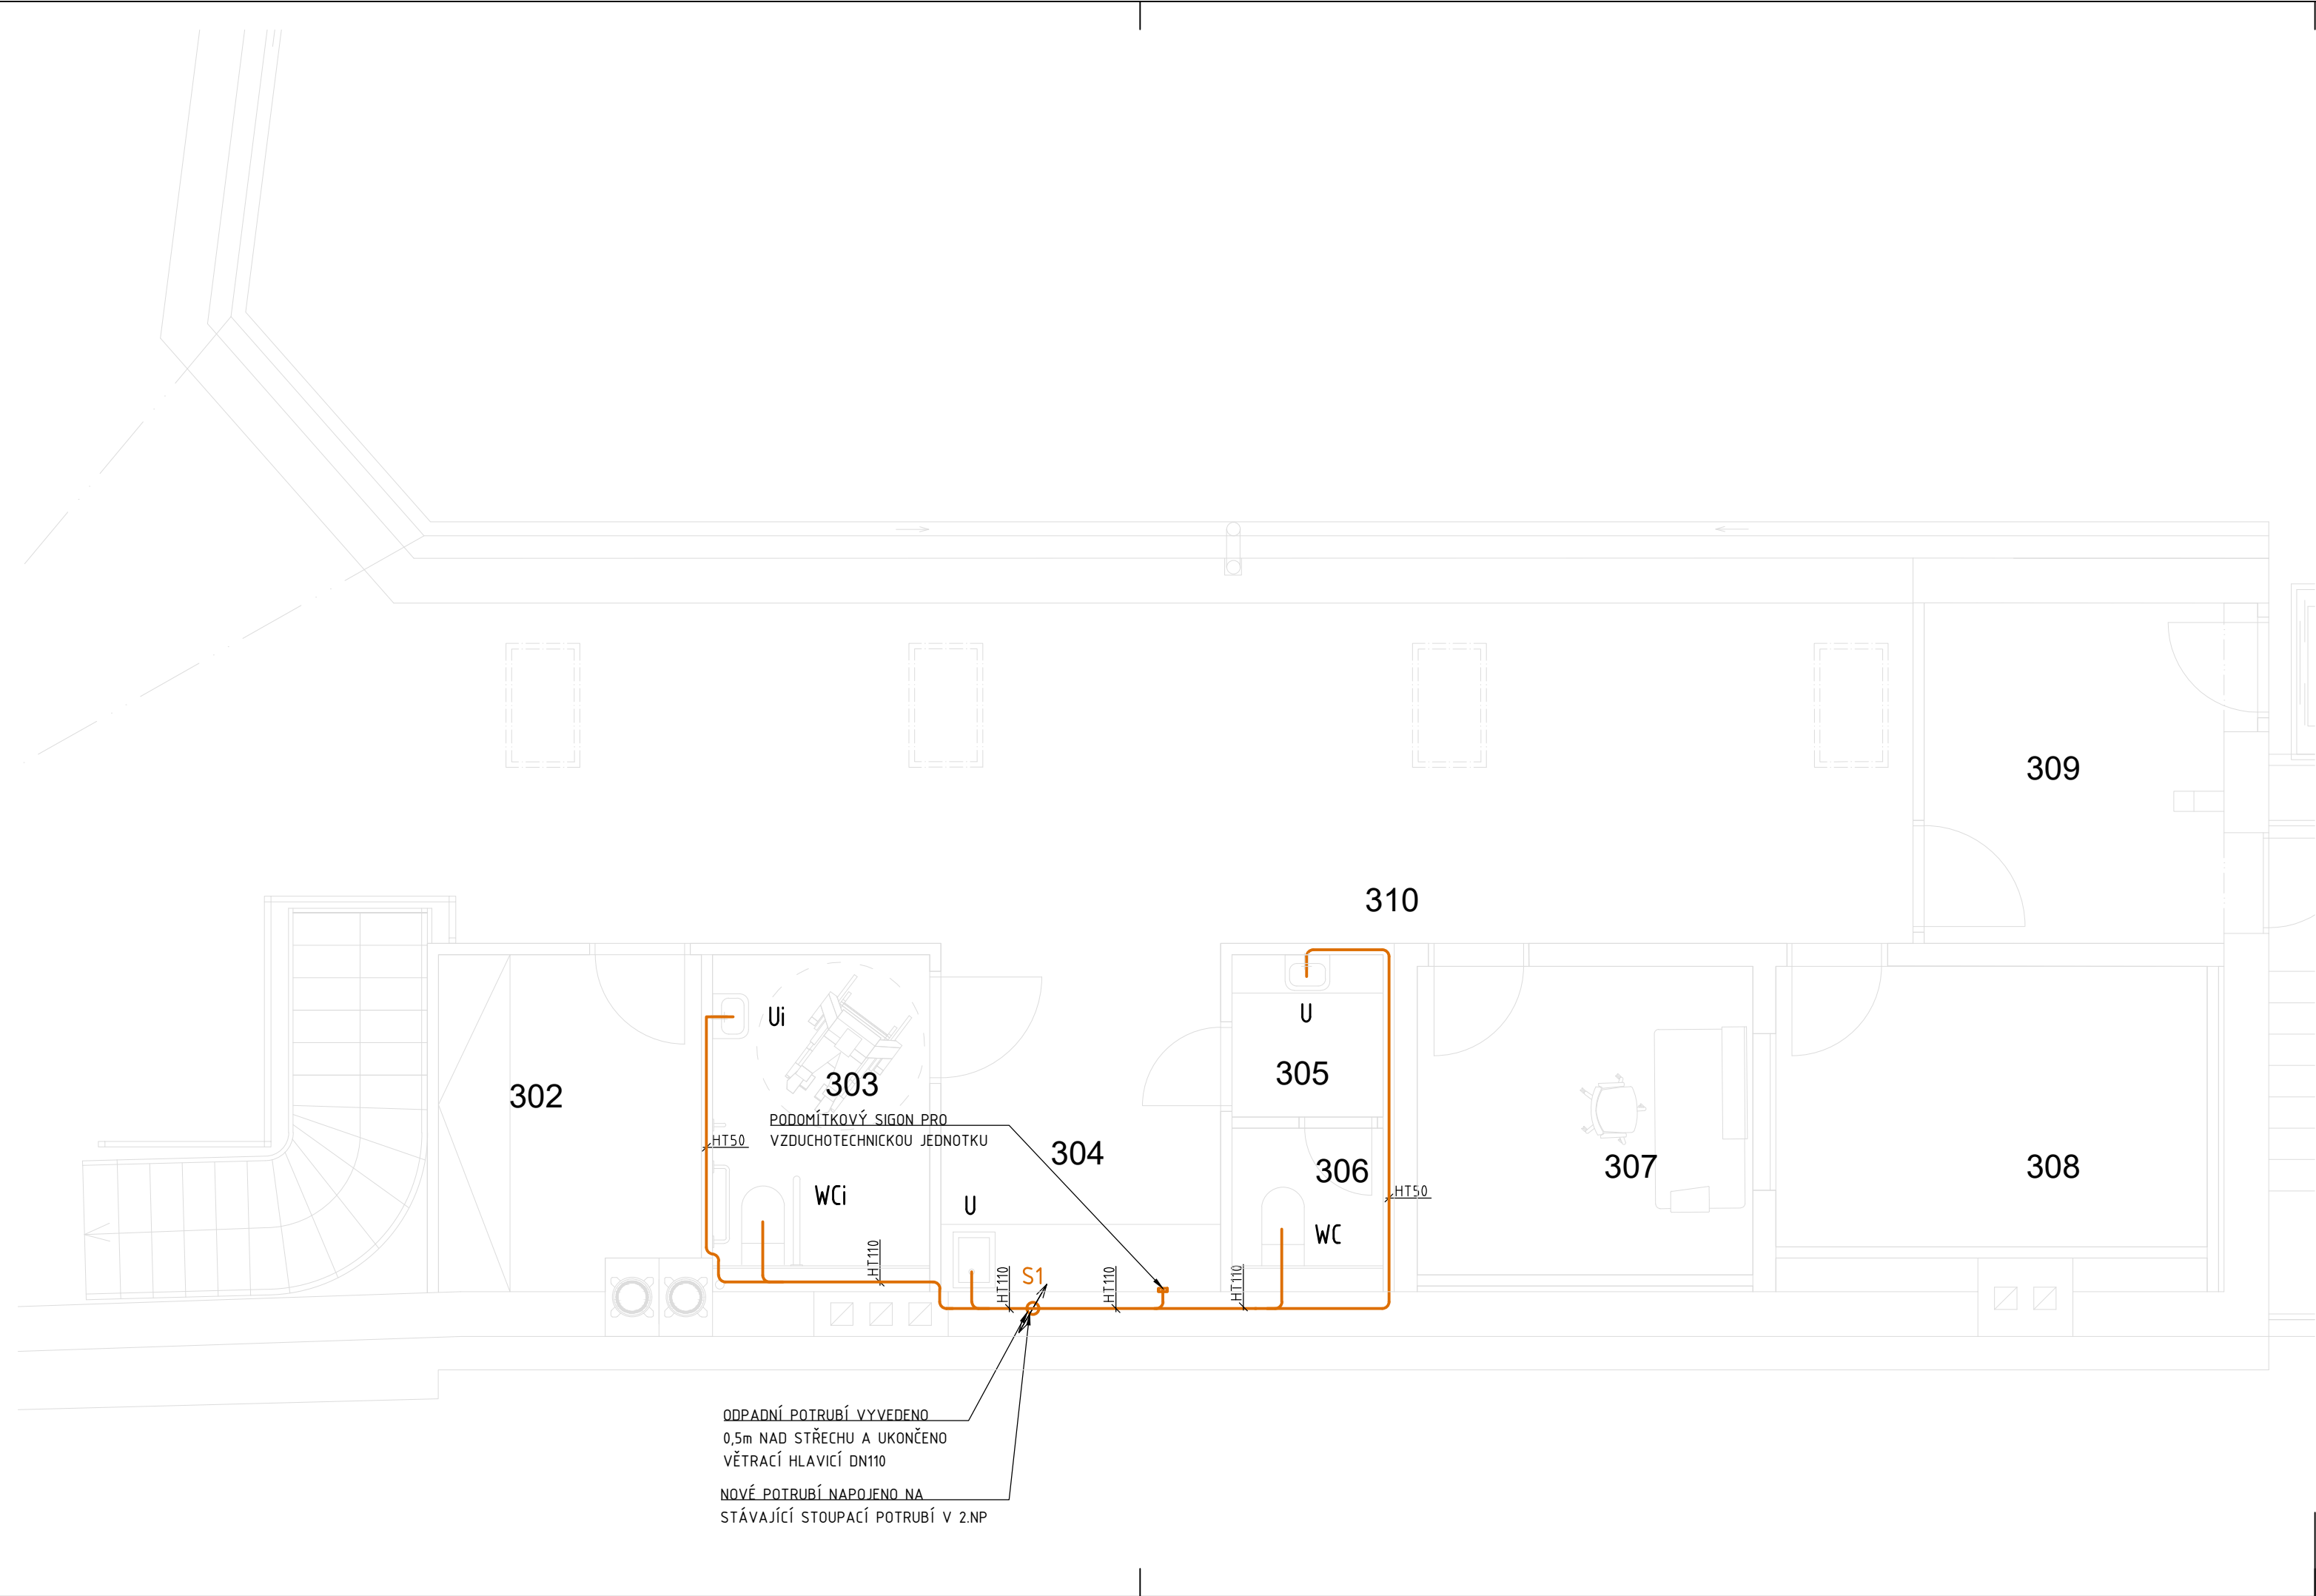 309
310
Ui
U
305
303
302
PODOMÍTKOVÝ SIGON PRO
VZDUCHOTECHNICKOU JEDNOTKU
HT50
304
306
307
308
HT50
WCi
U
WC
HT110
S1
HT110
HT110
HT110
ODPADNÍ POTRUBÍ VYVEDENO
0,5m NAD STŘECHU A UKONČENO
VĚTRACÍ HLAVICÍ DN110
NOVÉ POTRUBÍ NAPOJENO NA
STÁVAJÍCÍ STOUPACÍ POTRUBÍ V 2.NP